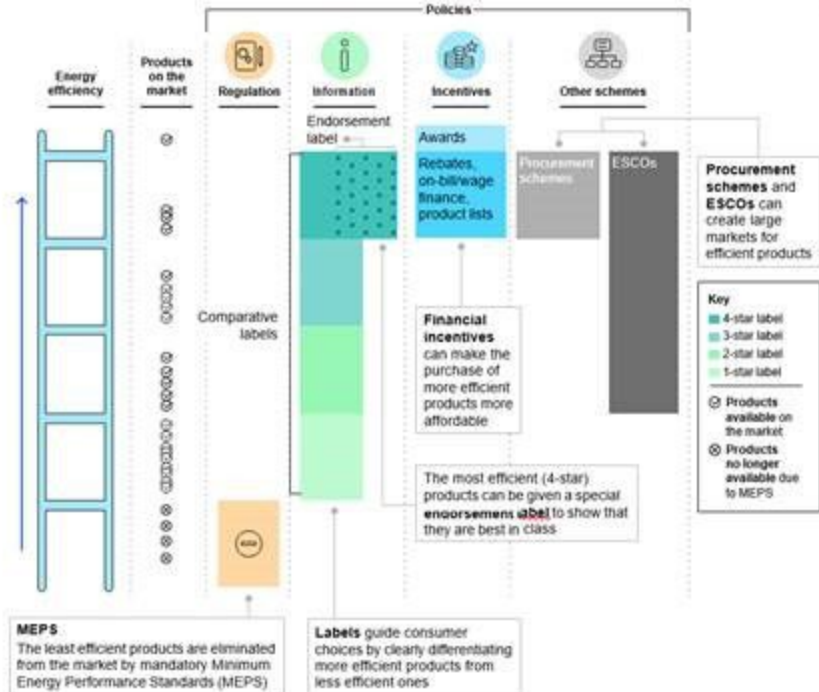 Policies
Energy
efficiency
Products
on the
market
Regulation
Information
Incentives
Other schemes
Endorsement
label
Awards
Rebates,
on-bill/wage
finance,
product lists
Procurement
schemes
ESCOs
Procurement
schemes and
ESCOs can
create large
markets for
efficient products
Comparative
labels
Financial
incentives
can make the
purchase of
more efficient
products more
affordable
Key
4-star label
3-star label
2-star label
1-star label
Products
available on
the market
Products
no longer
available due
to MEPS
The most efficient (4-star)
products can be given a special
endorsement label to show that
they are best in class
MEPS
The least efficient products are eliminated
from the market by mandatory Minimum
Energy Performance Standards (MEPS)
Labels guide consumer
choices by clearly differentiating
more efficient products from
less efficient ones